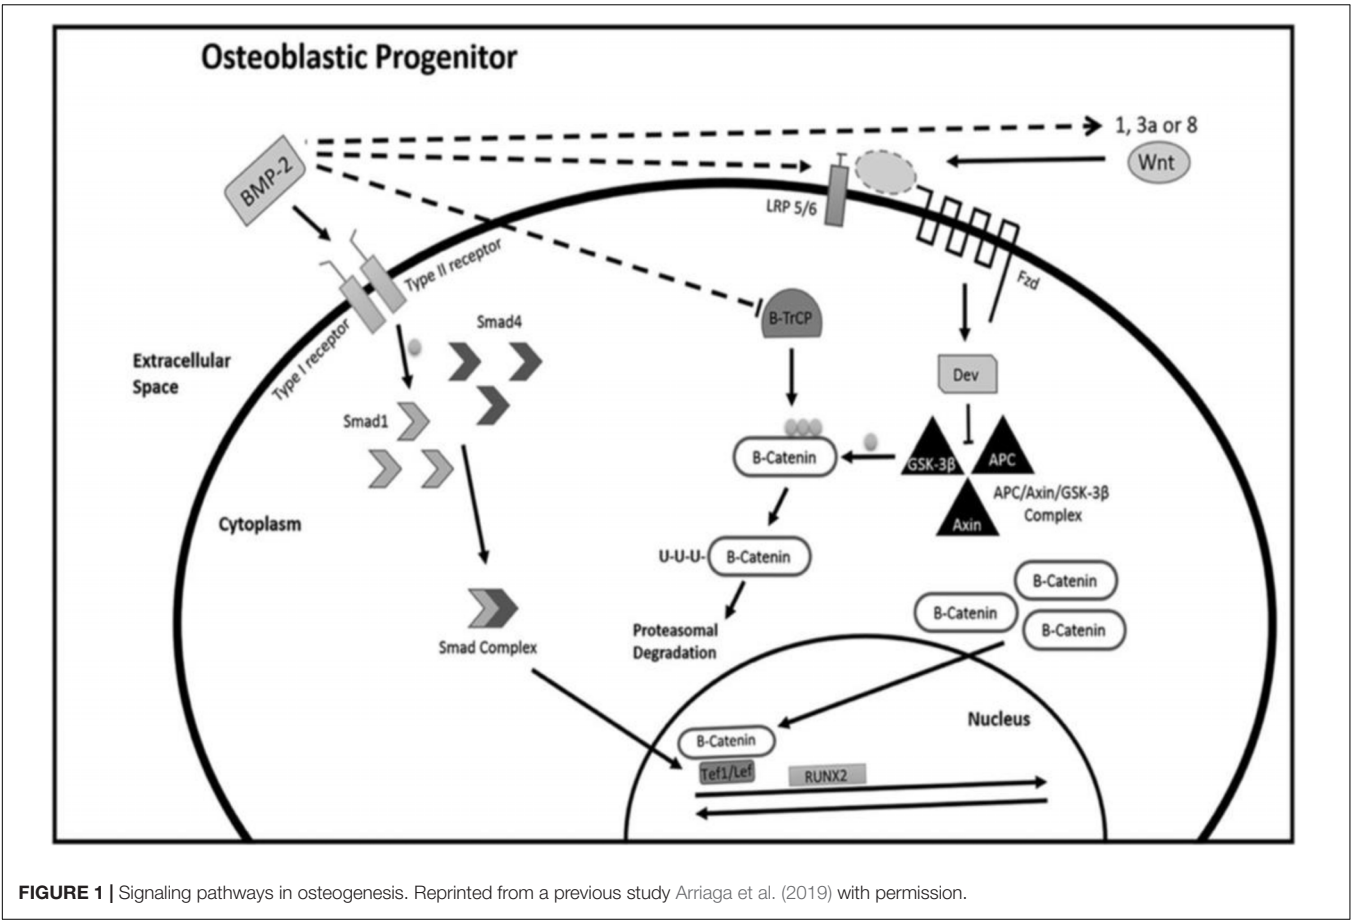 Osteoblastic Progenitor
1, 3a or 8
Wnt
BMP-2
LRP 5/6
Fzd
Type II receptor
Type I receptor
Extracellular
Space
Smad4
B-TrCP
Dev
Smad1
B-Catenin
GSK-3β
APC
APC/Axin/GSK-3β
Complex
Axin
Cytoplasm
U-U-U-
B-Catenin
B-Catenin
B-Catenin
B-Catenin
Smad Complex
Proteasomal
Degradation
Nucleus
B-Catenin
Tef1/Lef
RUNX2
FIGURE 1 | Signaling pathways in osteogenesis. Reprinted from a previous study Arriaga et al. (2019) with permission.